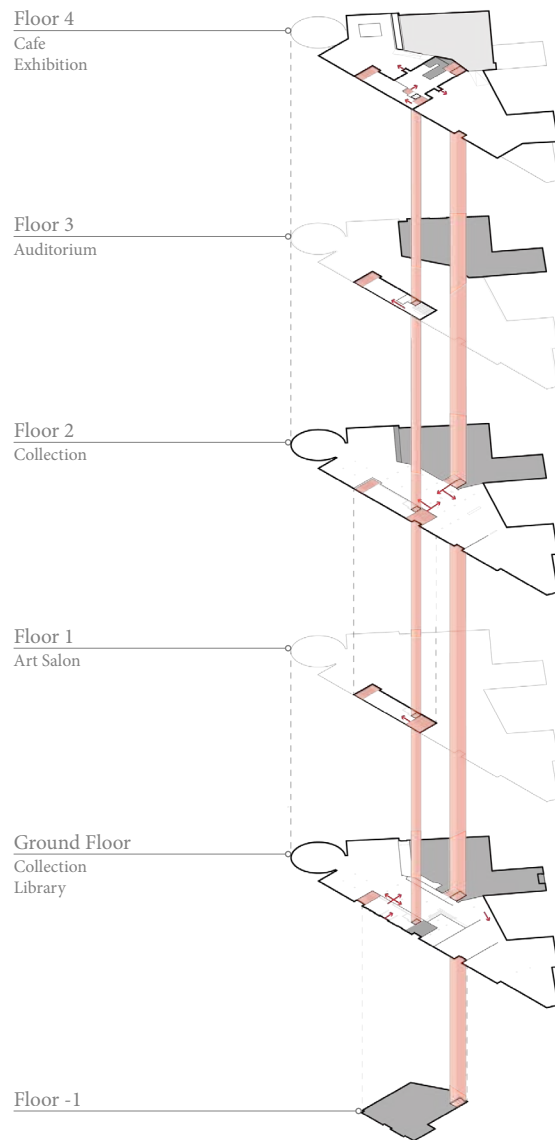 Floor 4
Cafe
Exhibition
Floor 3
Auditorium
Floor 2
Collection
Floor 1
Art Salon
Ground Floor
Collection
Library
Floor -1